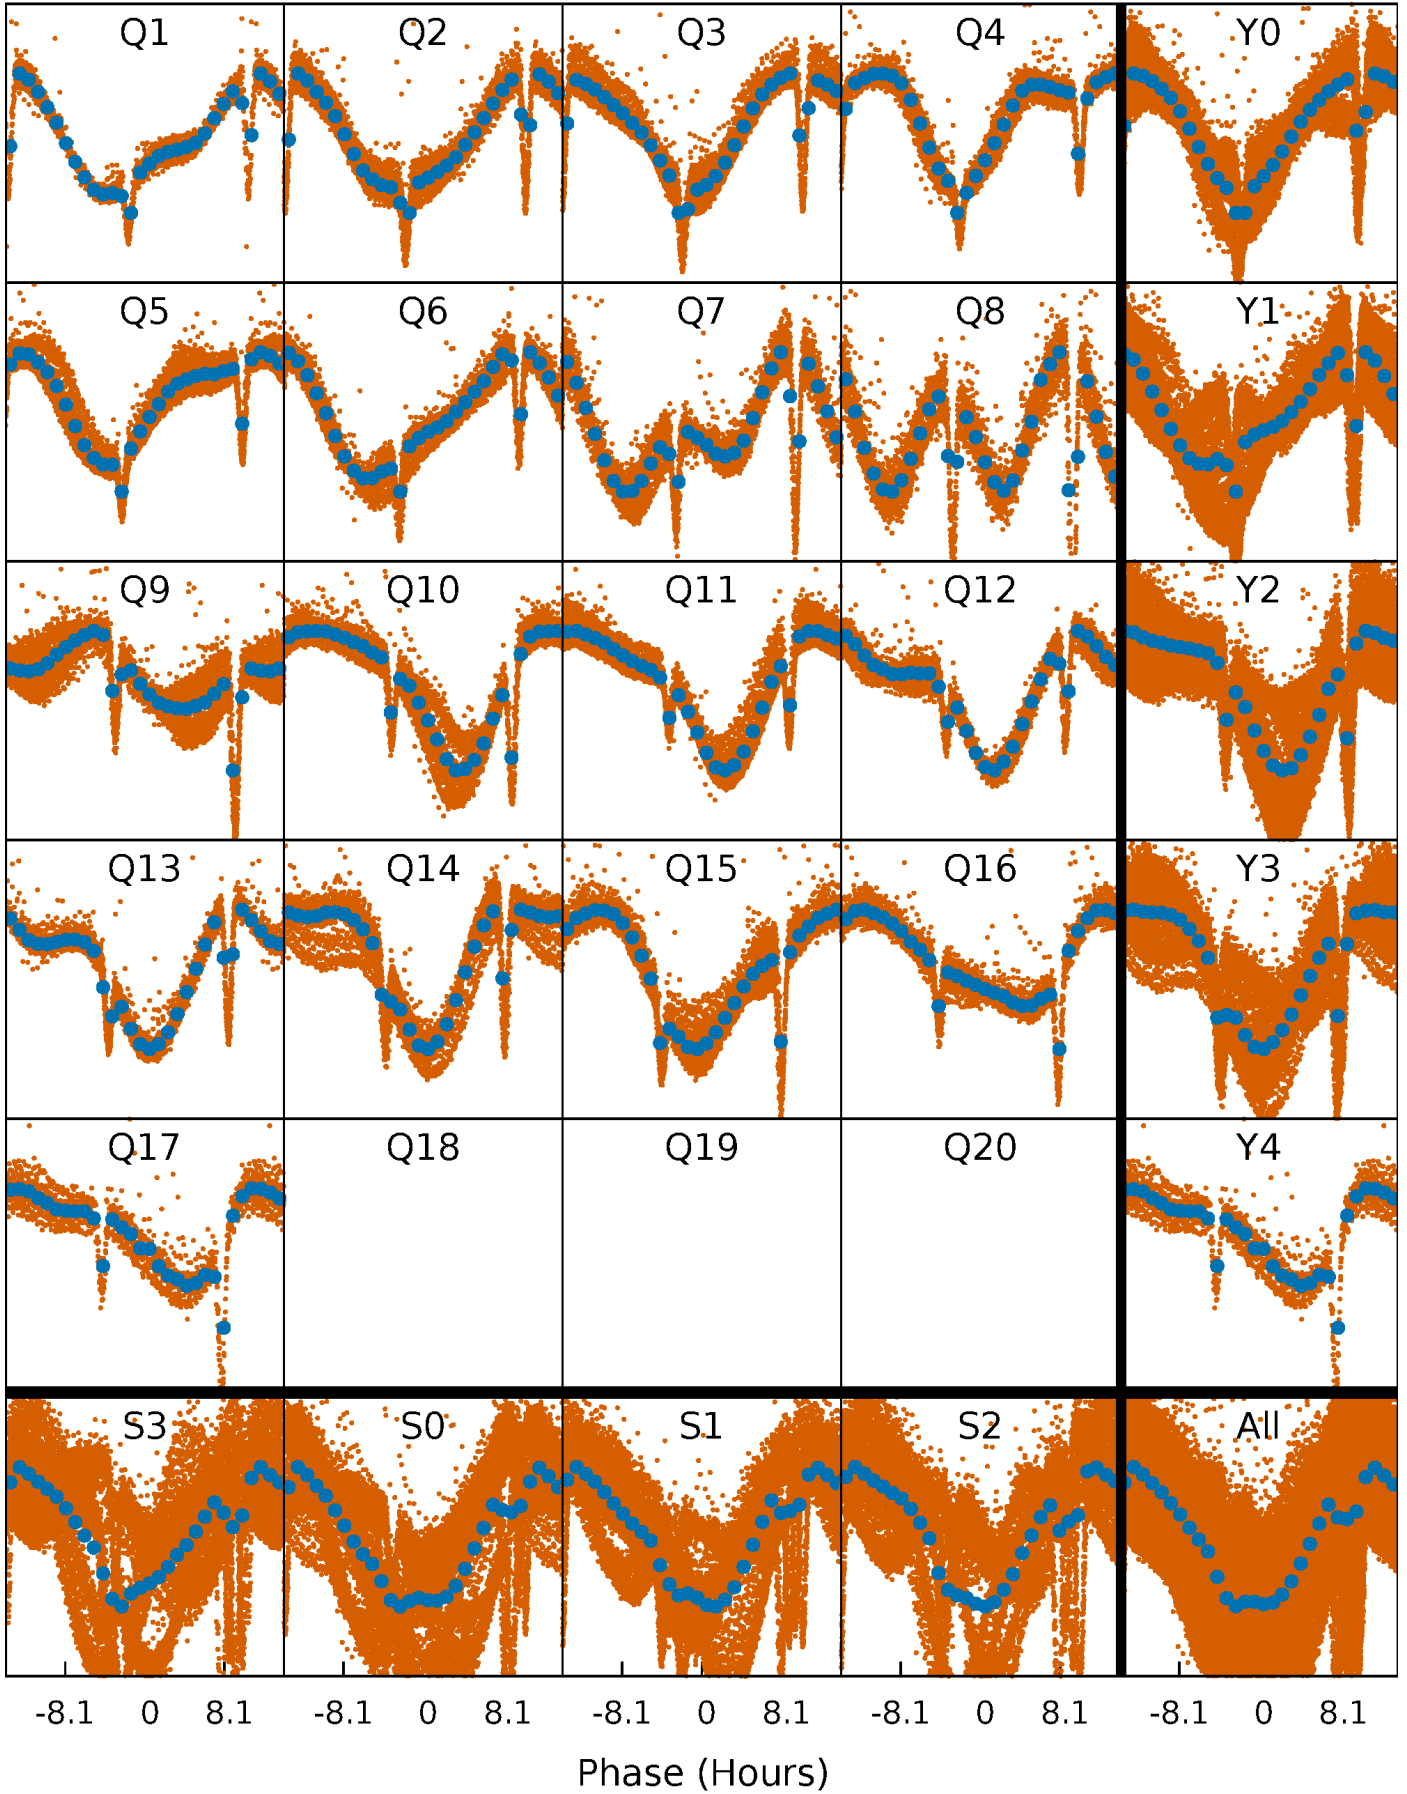 Q1 Q2 Q3 Q4 Y0
Q5 Q6 Q7 Q8 Y1
Q9 Q10 Q11 Q12 Y2
Q13 Q14 Q15 Q16 Y3
Q17 Q18 Q19 Q20 Y4
S3 S0 S1 S2 All
-8.1 0 8.1 -8.1 0 8.1 -8.1 0 8.1 -8.1 0 8.1 -8.1 0 8.1
Phase (Hours)